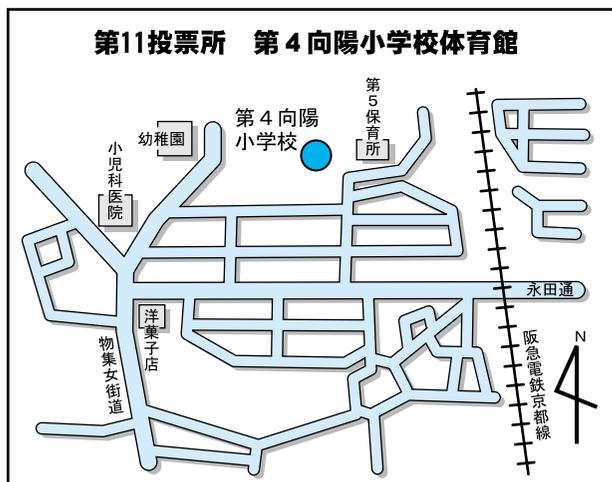 第11投票所　第４向陽小学校体育館
第５保育所
第４向陽
小学校
幼稚園
小児科医院
永田通
洋菓子店
物集女街道
阪急電鉄京都線
N